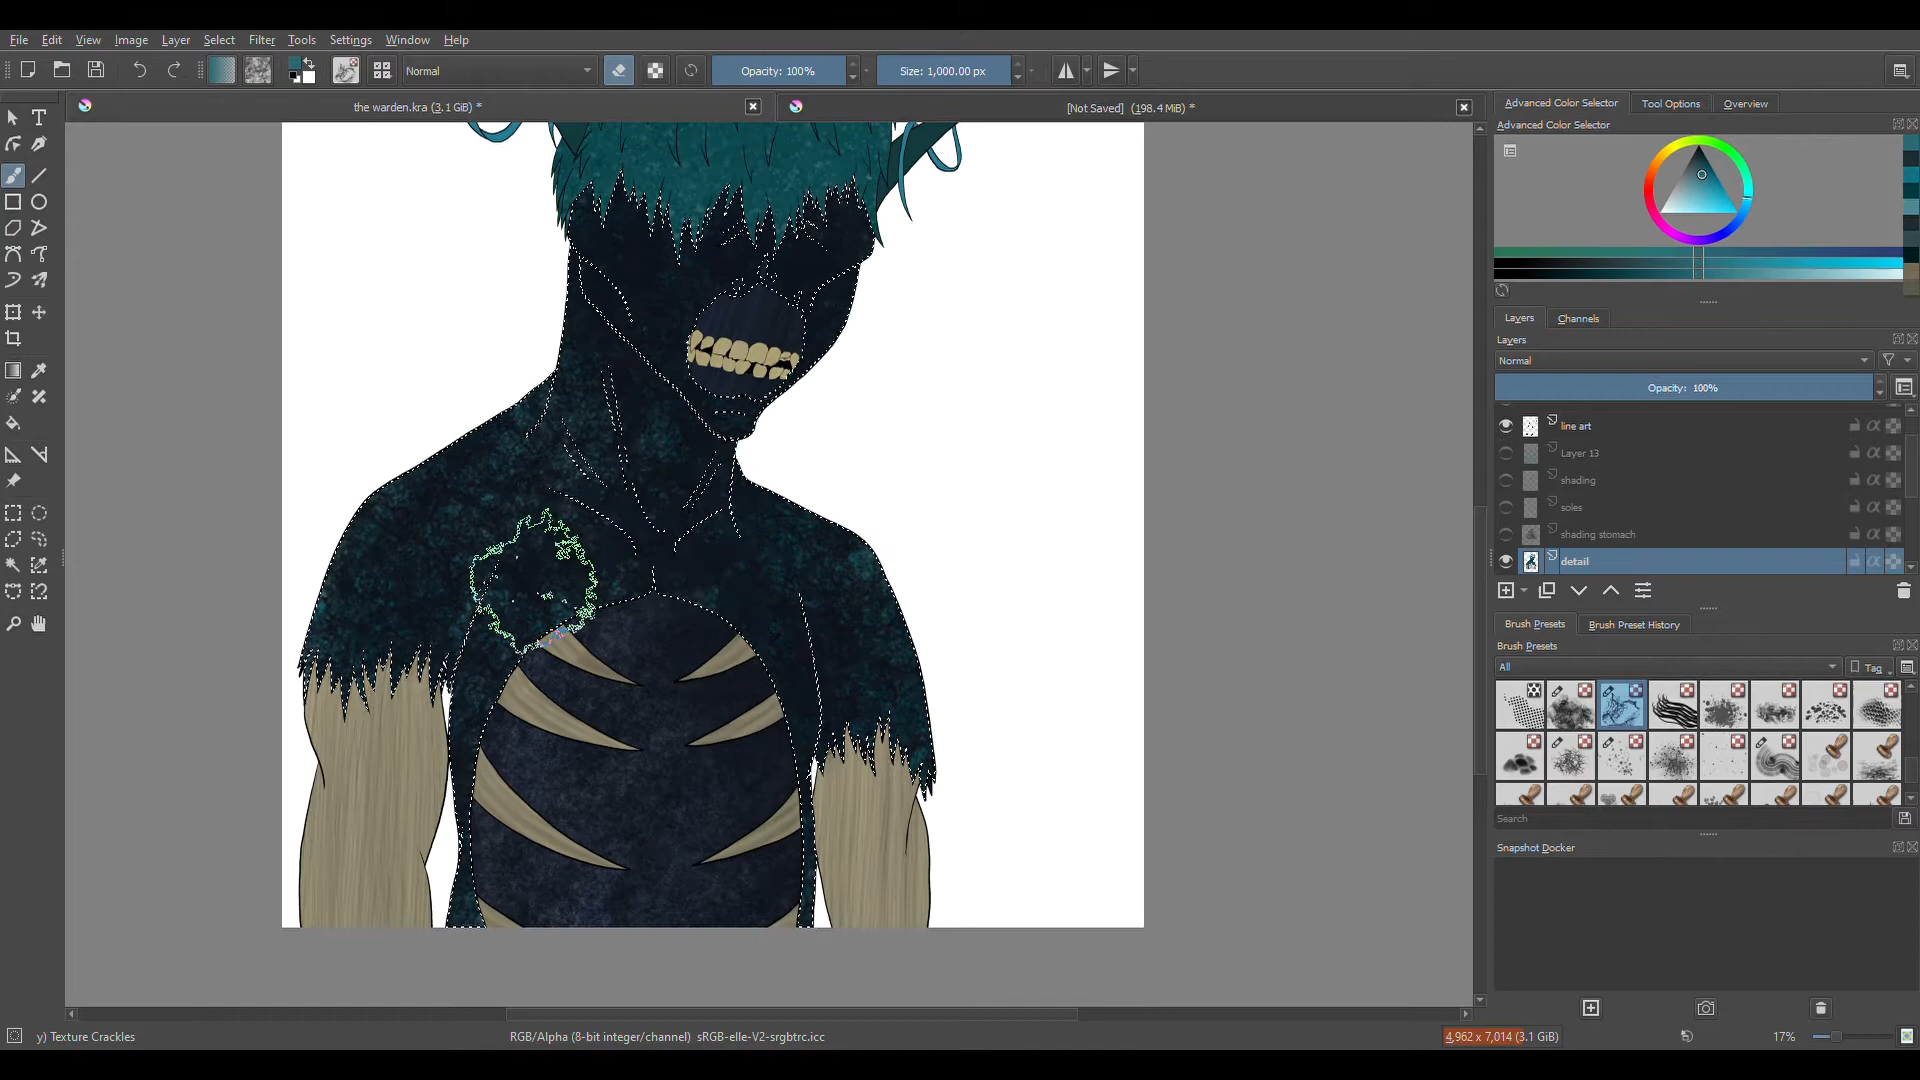 File Edit View Image Layer Select Filter Tools Settings Window Help
Normal Opacity: 100% Size: 1,000.00 px
the warden.kra (3.1 GiB) * [Not Saved] (198.4 MiB) *
Advanced Color Selector Tool Options Overview
Advanced Color Selector
Layers Channels
Layers
Normal
Opacity: 100%
line art
Layer 13
shading
soles
shading stomach
detail
Brush Presets Brush Preset History
Brush Presets
All Tag
Search
Snapshot Docker
y) Texture Crackles RGB/Alpha (8-bit integer/channel) sRGB-elle-V2-srgbtrc.icc 4,962 x 7,014 (3.1 GiB) 17%